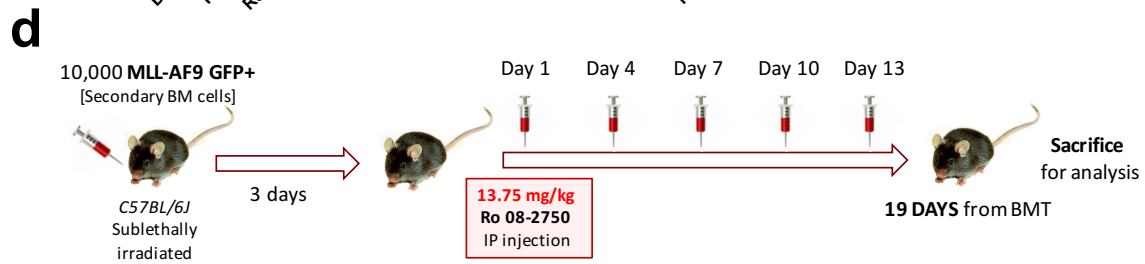 d
10,000 MLL-AF9 GFP+
[Secondary BM cells]
C57BL/6J
Sublethally
irradiated
3 days
Day 1 Day 4 Day 7 Day 10 Day 13
13.75 mg/kg
Ro 08-2750
IP injection
19 DAYS from BMT
Sacrifice
for analysis